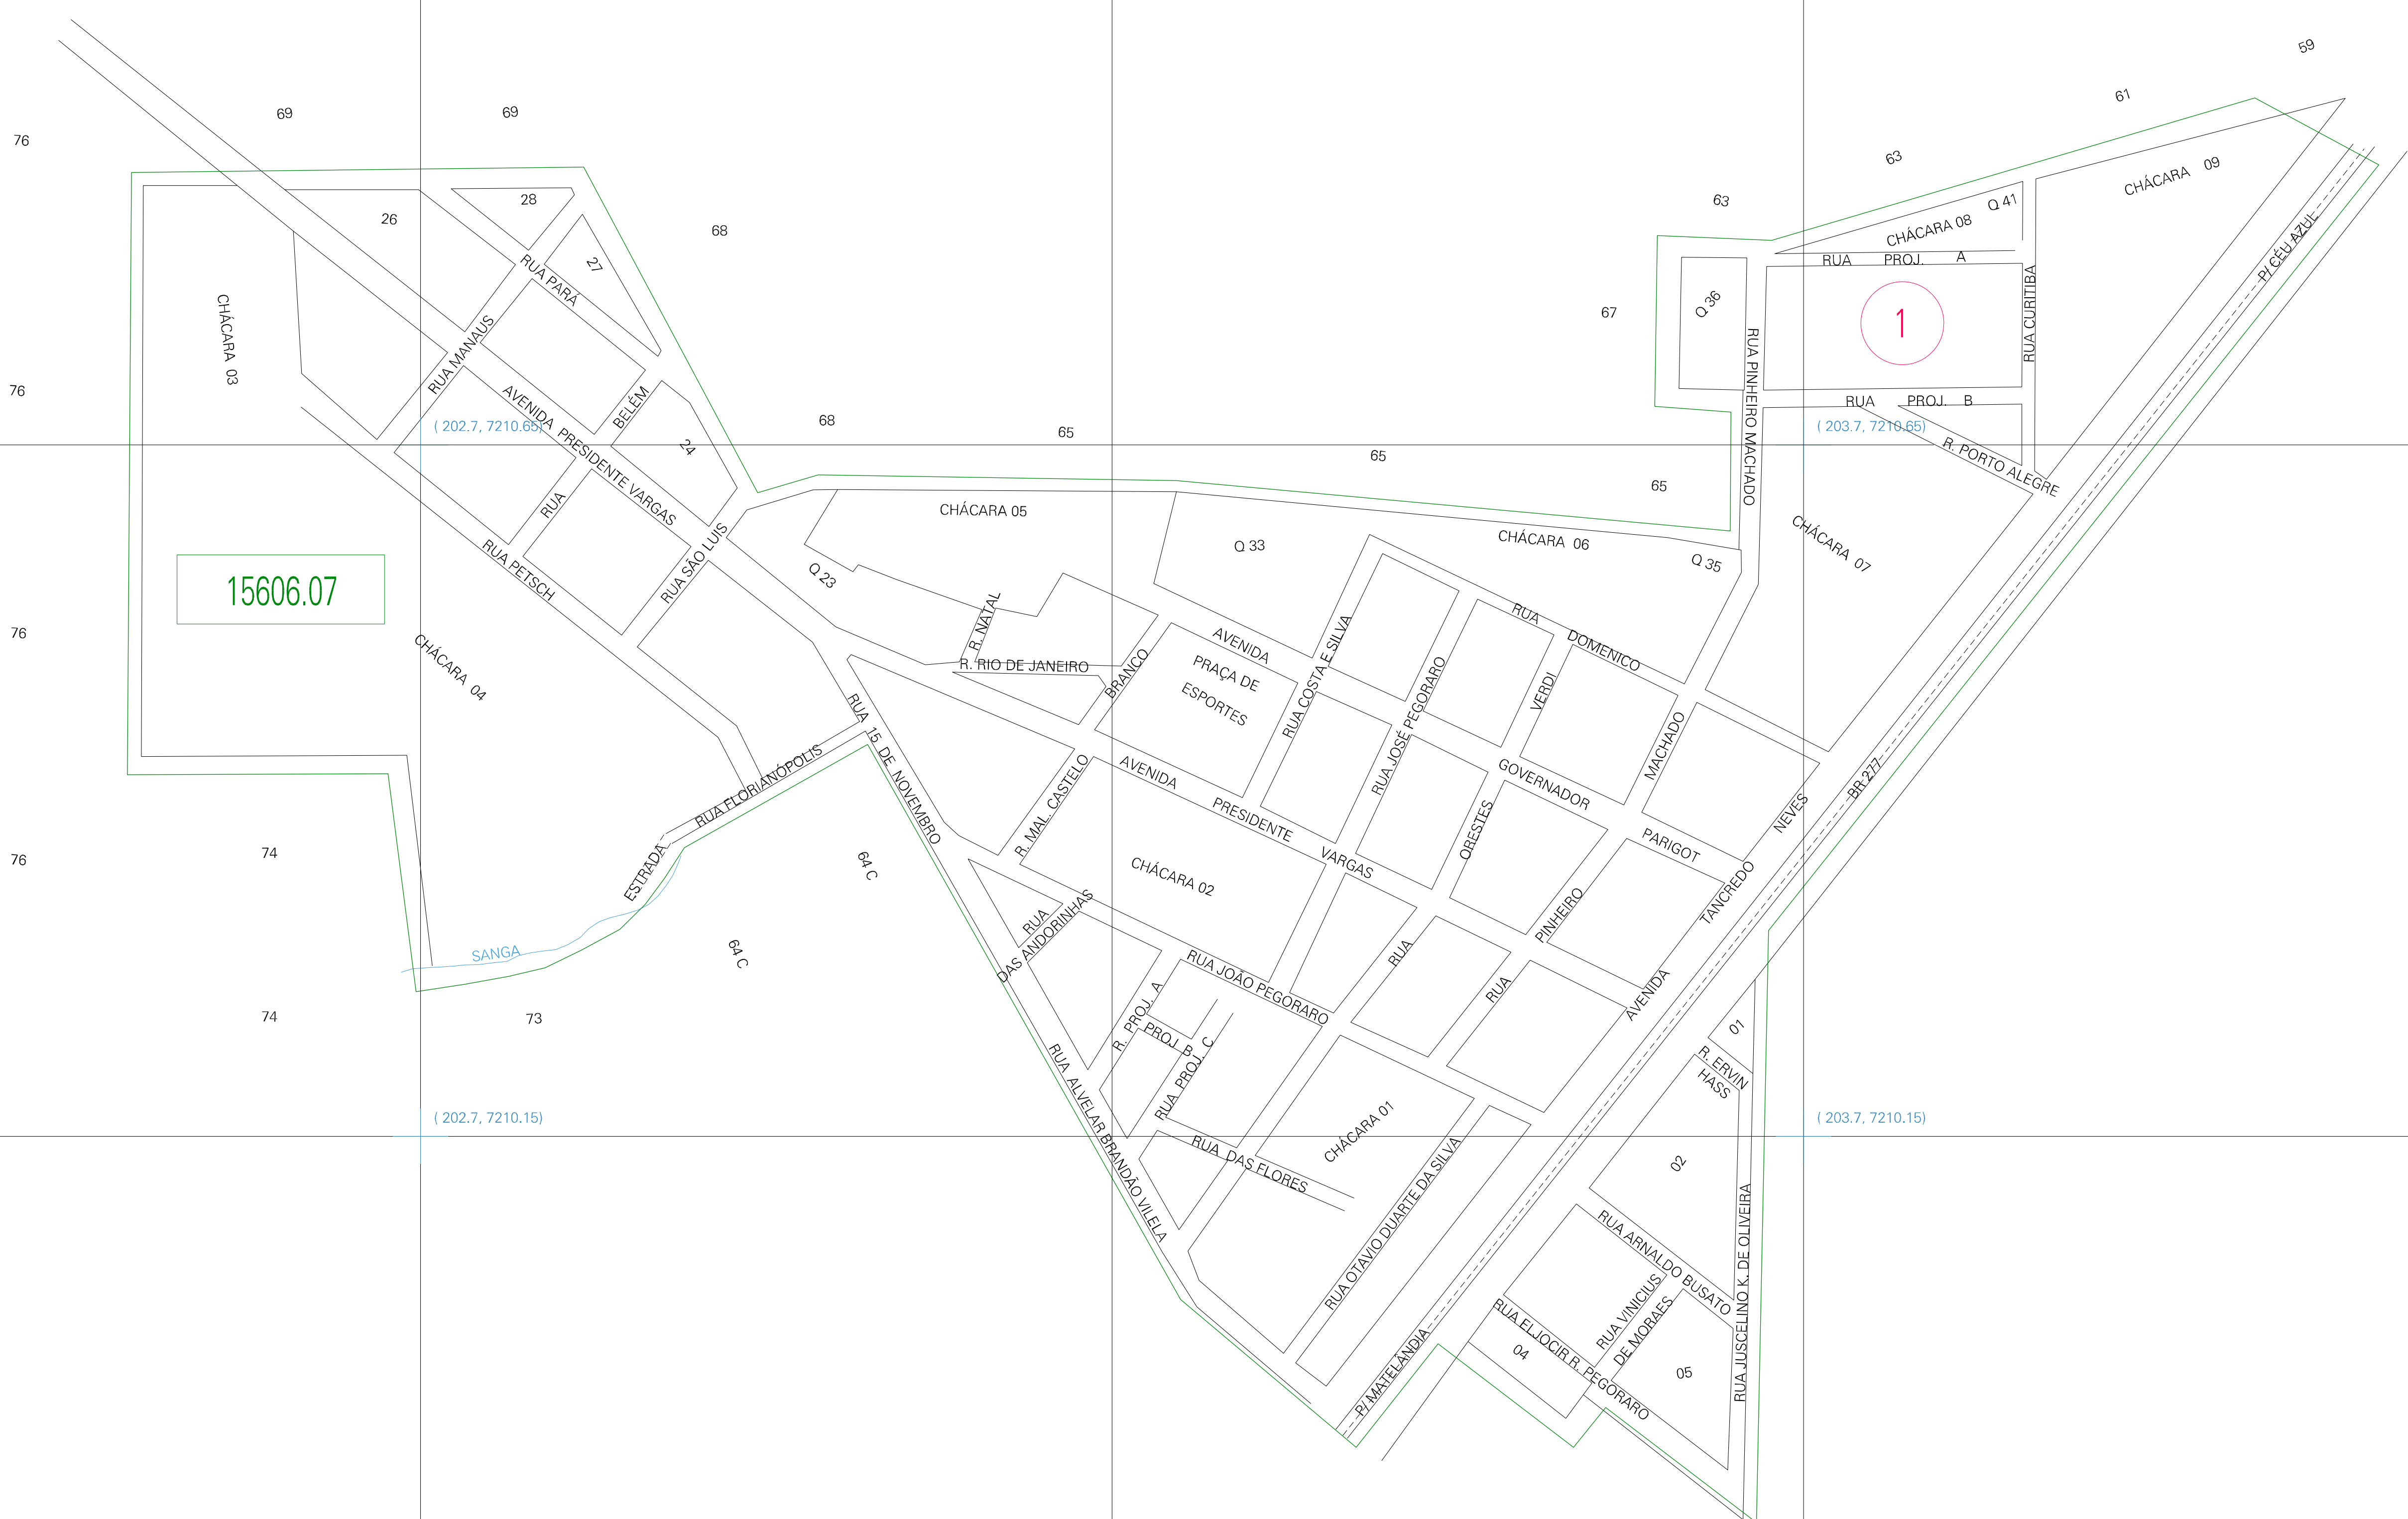 59
61
69
69
76
63
63
CHÁCARA 09
28
Q 41
26
CHÁCARA 08
P/ CÉU AZUL
68
RUA PROJ. A
27
RUA PARÁ
67
Q 36
1
RUA CURITIBA
CHÁCARA 03
RUA MANAUS
RUA PINHEIRO MACHADO
76
BELÉM
AVENIDA PRESIDENTE VARGAS
RUA PROJ. B
( 202.7, 7210.65)
68
65
( 203.7, 7210.65)
24
65
R. PORTO ALEGRE
65
RUA
CHÁCARA 05
RUA PETSCH
RUA SÃO LUIS
Q 33
CHÁCARA 06
Q 35
CHÁCARA 07
Q 23
15606.07
R. NATAL
RUA
DOMENICO
76
AVENIDA
RUA COSTA E SILVA
CHÁCARA 04
R. RIO DE JANEIRO
BRANCO
PRAÇA DE
ESPORTES
RUA JOSÉ PEGORARO
VERDI
RUA 15 DE NOVEMBRO
MACHADO
RUA FLORIANÓPOLIS
AVENIDA
PRESIDENTE
VARGAS
GOVERNADOR
PARIGOT
BR-277
R. MAL. CASTELO
ORESTES
NEVES
76
74
ESTRADA
64 C
CHÁCARA 02
TANCREDO
RUA
DAS ANDORINHAS
PINHEIRO
SANGA
64 C
RUA JOÃO PEGORARO
RUA
RUA
AVENIDA
74
73
R. PROJ. A
PROJ. B
RUA PROJ. C
01
R. ERVIN
HASS
RUA ALVELAR BRANDÃO VILELA
( 202.7, 7210.15)
( 203.7, 7210.15)
CHÁCARA 01
RUA DAS FLORES
02
RUA OTAVIO DUARTE DA SILVA
RUA ARNALDO BUSATO
RUA JUSCELINO K. DE OLIVEIRA
RUA VINICIUS
DE MORAES
RUA ELJOCIR R. PEGORARO
04
05
P/ MATELÂNDIA